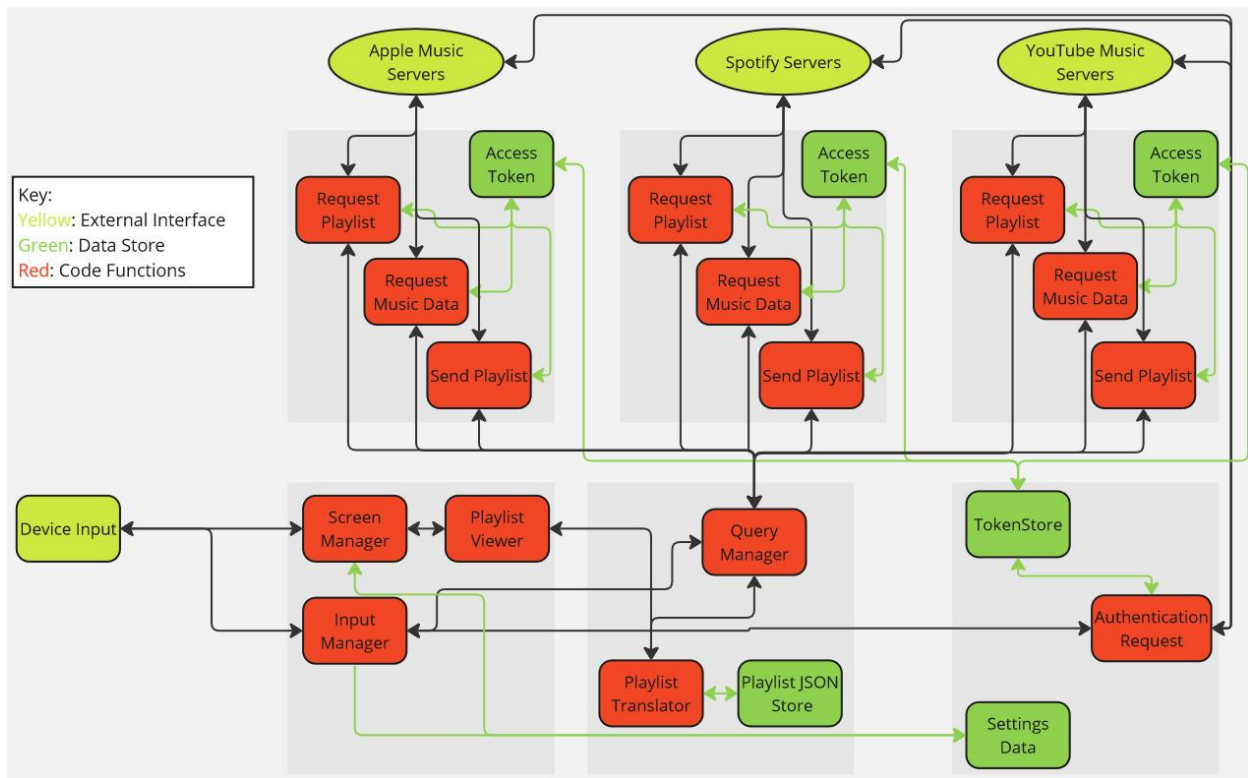 Apple Music
Servers
Spotify Servers
YouTube Music
Servers
Key:
Yellow: External Interface
Green: Data Store
Red: Code Functions
Access
Token
Request
Playlist
Request
Music Data
Send Playlist
Access
Token
Request
Playlist
Request
Music Data
Send Playlist
Access
Token
Request
Playlist
Request
Music Data
Send Playlist
Device Input
Screen
Manager
Playlist
Viewer
Input
Manager
Query
Manager
Playlist
Translator
Playlist JSON
Store
TokenStore
Authentication
Request
Settings
Data